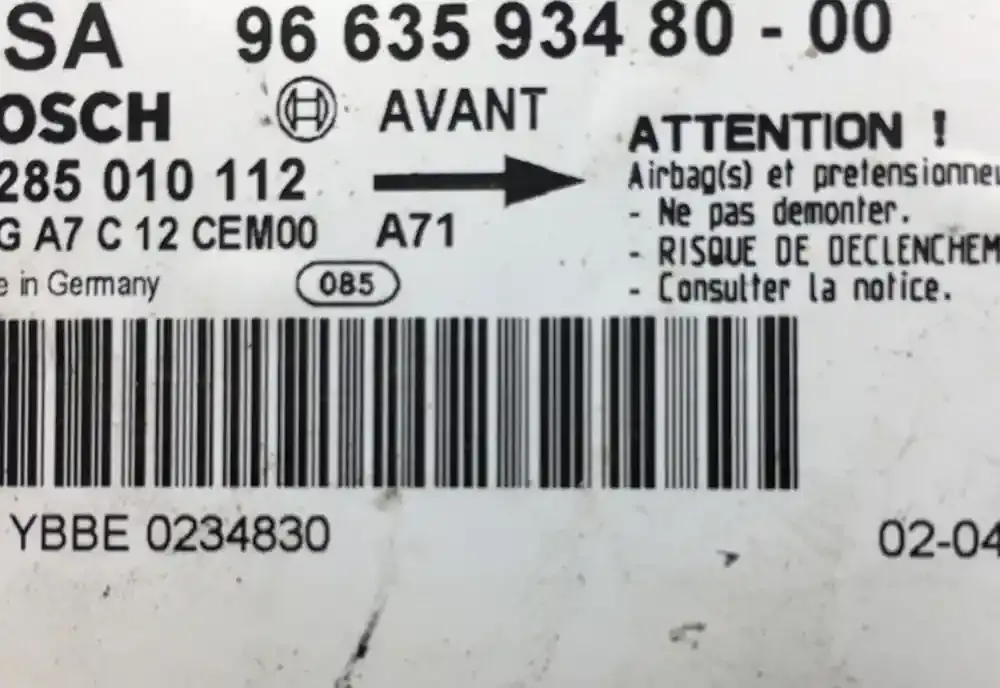 SA 96 635 934 80 - 00
OSCH AVANT
285 010 112
G A7 C 12 CEM00 A71
e in Germany 085
ATTENTION !
Airbag(s) et pretensionneu
- Ne pas demonter.
- RISQUE DE DECLENCHEM
- Consulter la notice.
YBBE 0234830 02-04